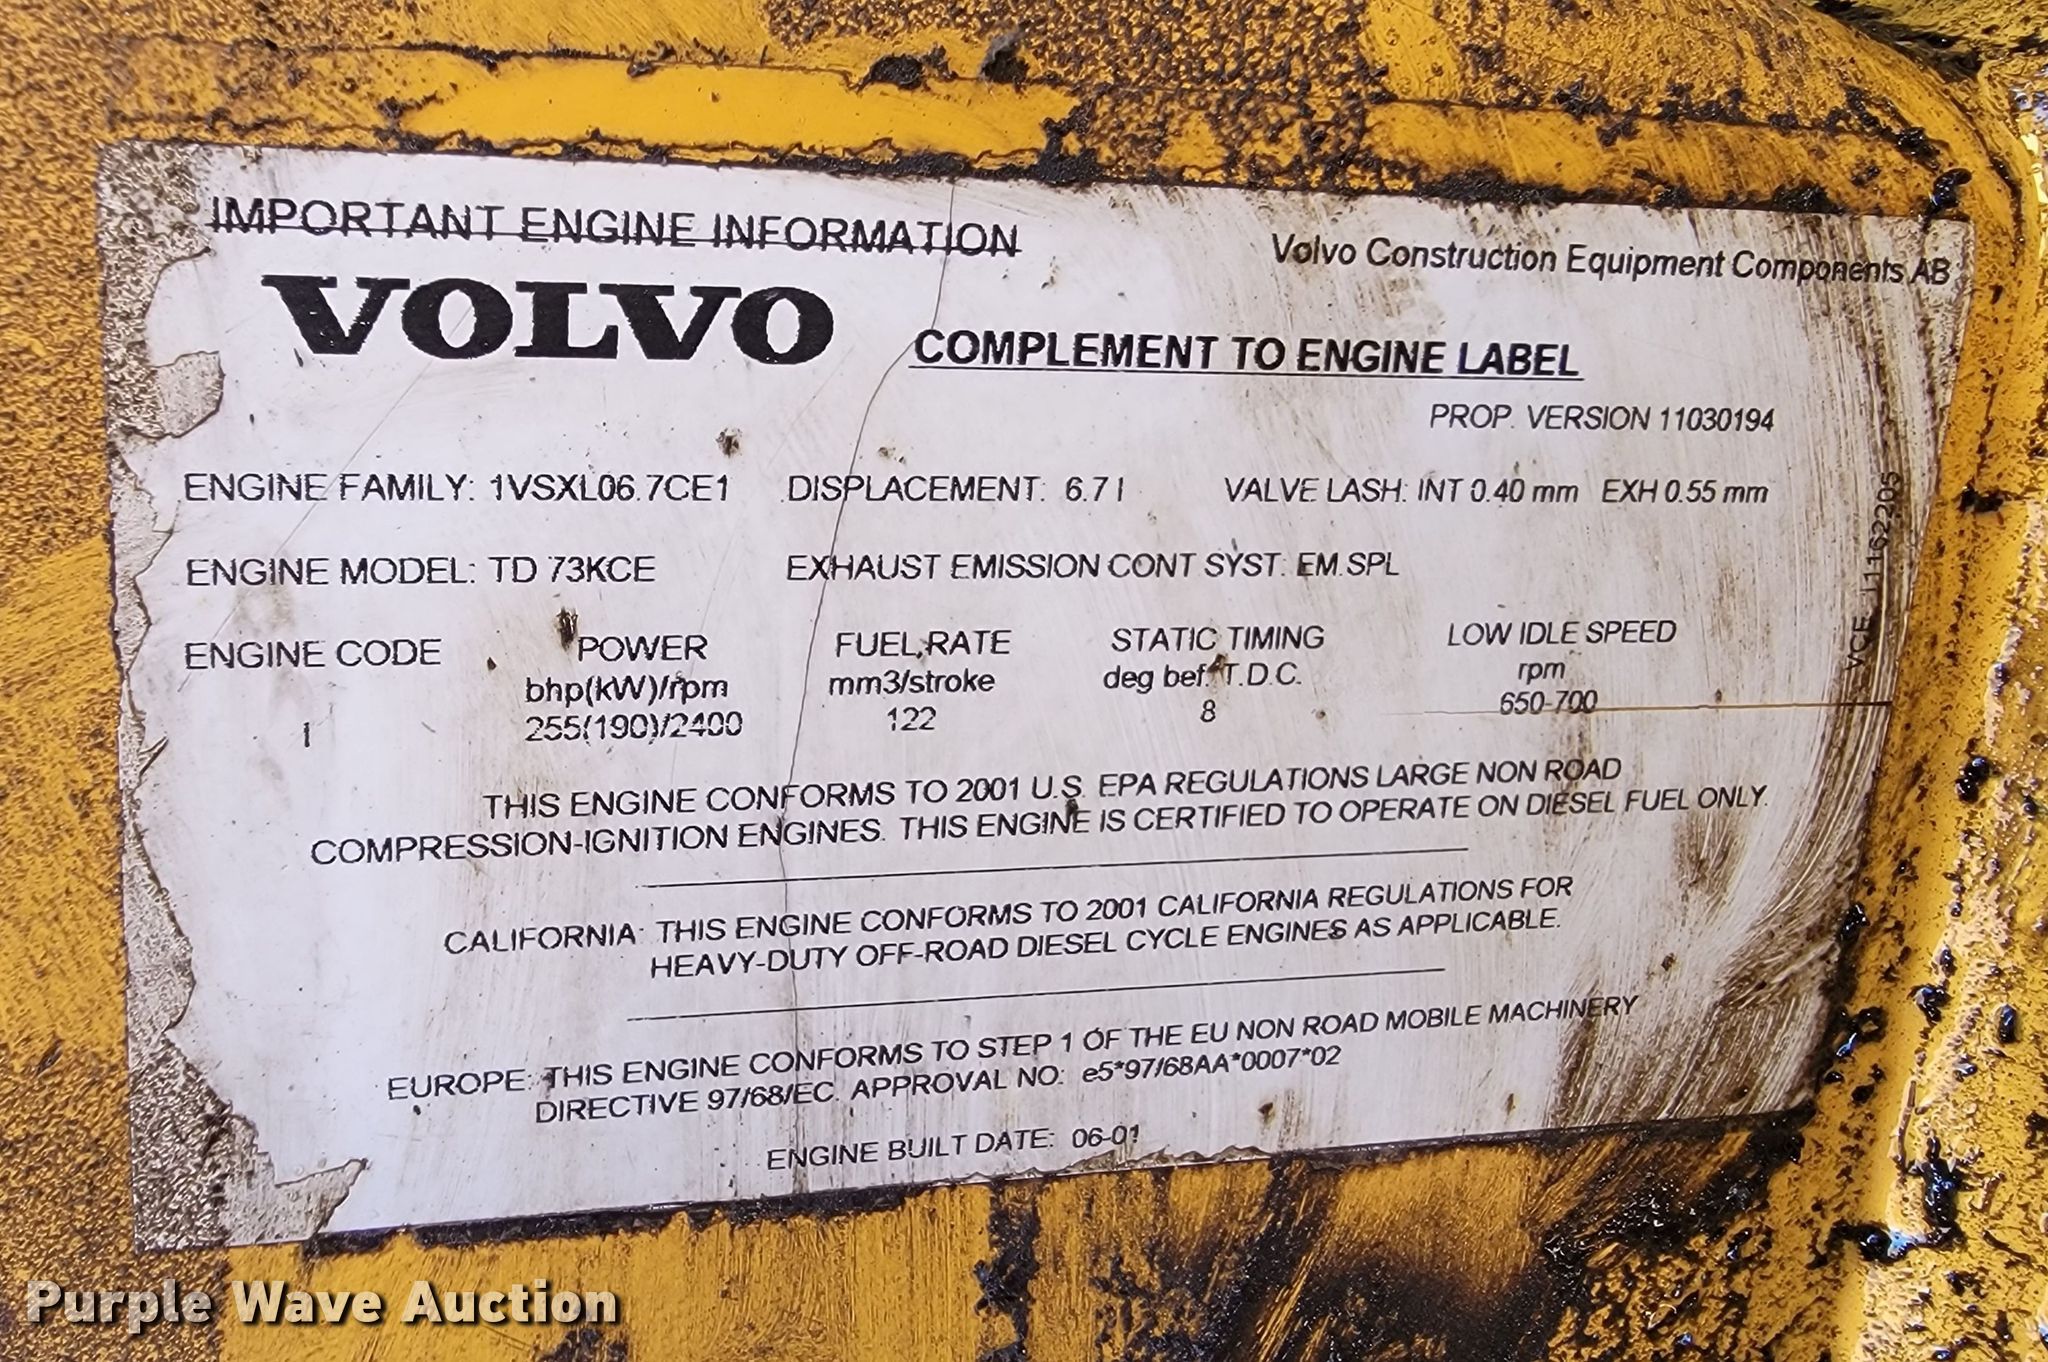 IMPORTANT ENGINE INFORMATION
Volvo Construction Equipment Components AB
VOLVO
COMPLEMENT TO ENGINE LABEL
PROP. VERSION 11030194
ENGINE FAMILY: 1VSXL06.7CE1 DISPLACEMENT: 6.7 l VALVE LASH: INT 0.40 mm EXH 0.55 mm
ENGINE MODEL: TD 73KCE EXHAUST EMISSION CONT SYST: EM.SPL
ENGINE CODE POWER FUEL RATE STATIC TIMING LOW IDLE SPEED
bhp(kW)/rpm mm3/stroke deg bef. T.D.C. rpm
1 255(190)/2400 122 8 650-700
THIS ENGINE CONFORMS TO 2001 U.S. EPA REGULATIONS LARGE NON ROAD
COMPRESSION-IGNITION ENGINES. THIS ENGINE IS CERTIFIED TO OPERATE ON DIESEL FUEL ONLY.
CALIFORNIA: THIS ENGINE CONFORMS TO 2001 CALIFORNIA REGULATIONS FOR
HEAVY-DUTY OFF-ROAD DIESEL CYCLE ENGINES AS APPLICABLE.
EUROPE: THIS ENGINE CONFORMS TO STEP 1 OF THE EU NON ROAD MOBILE MACHINERY
DIRECTIVE 97/68/EC. APPROVAL NO: e5*97/68AA*0007*02
ENGINE BUILT DATE: 06-01
VCE 11162205
Purple Wave Auction